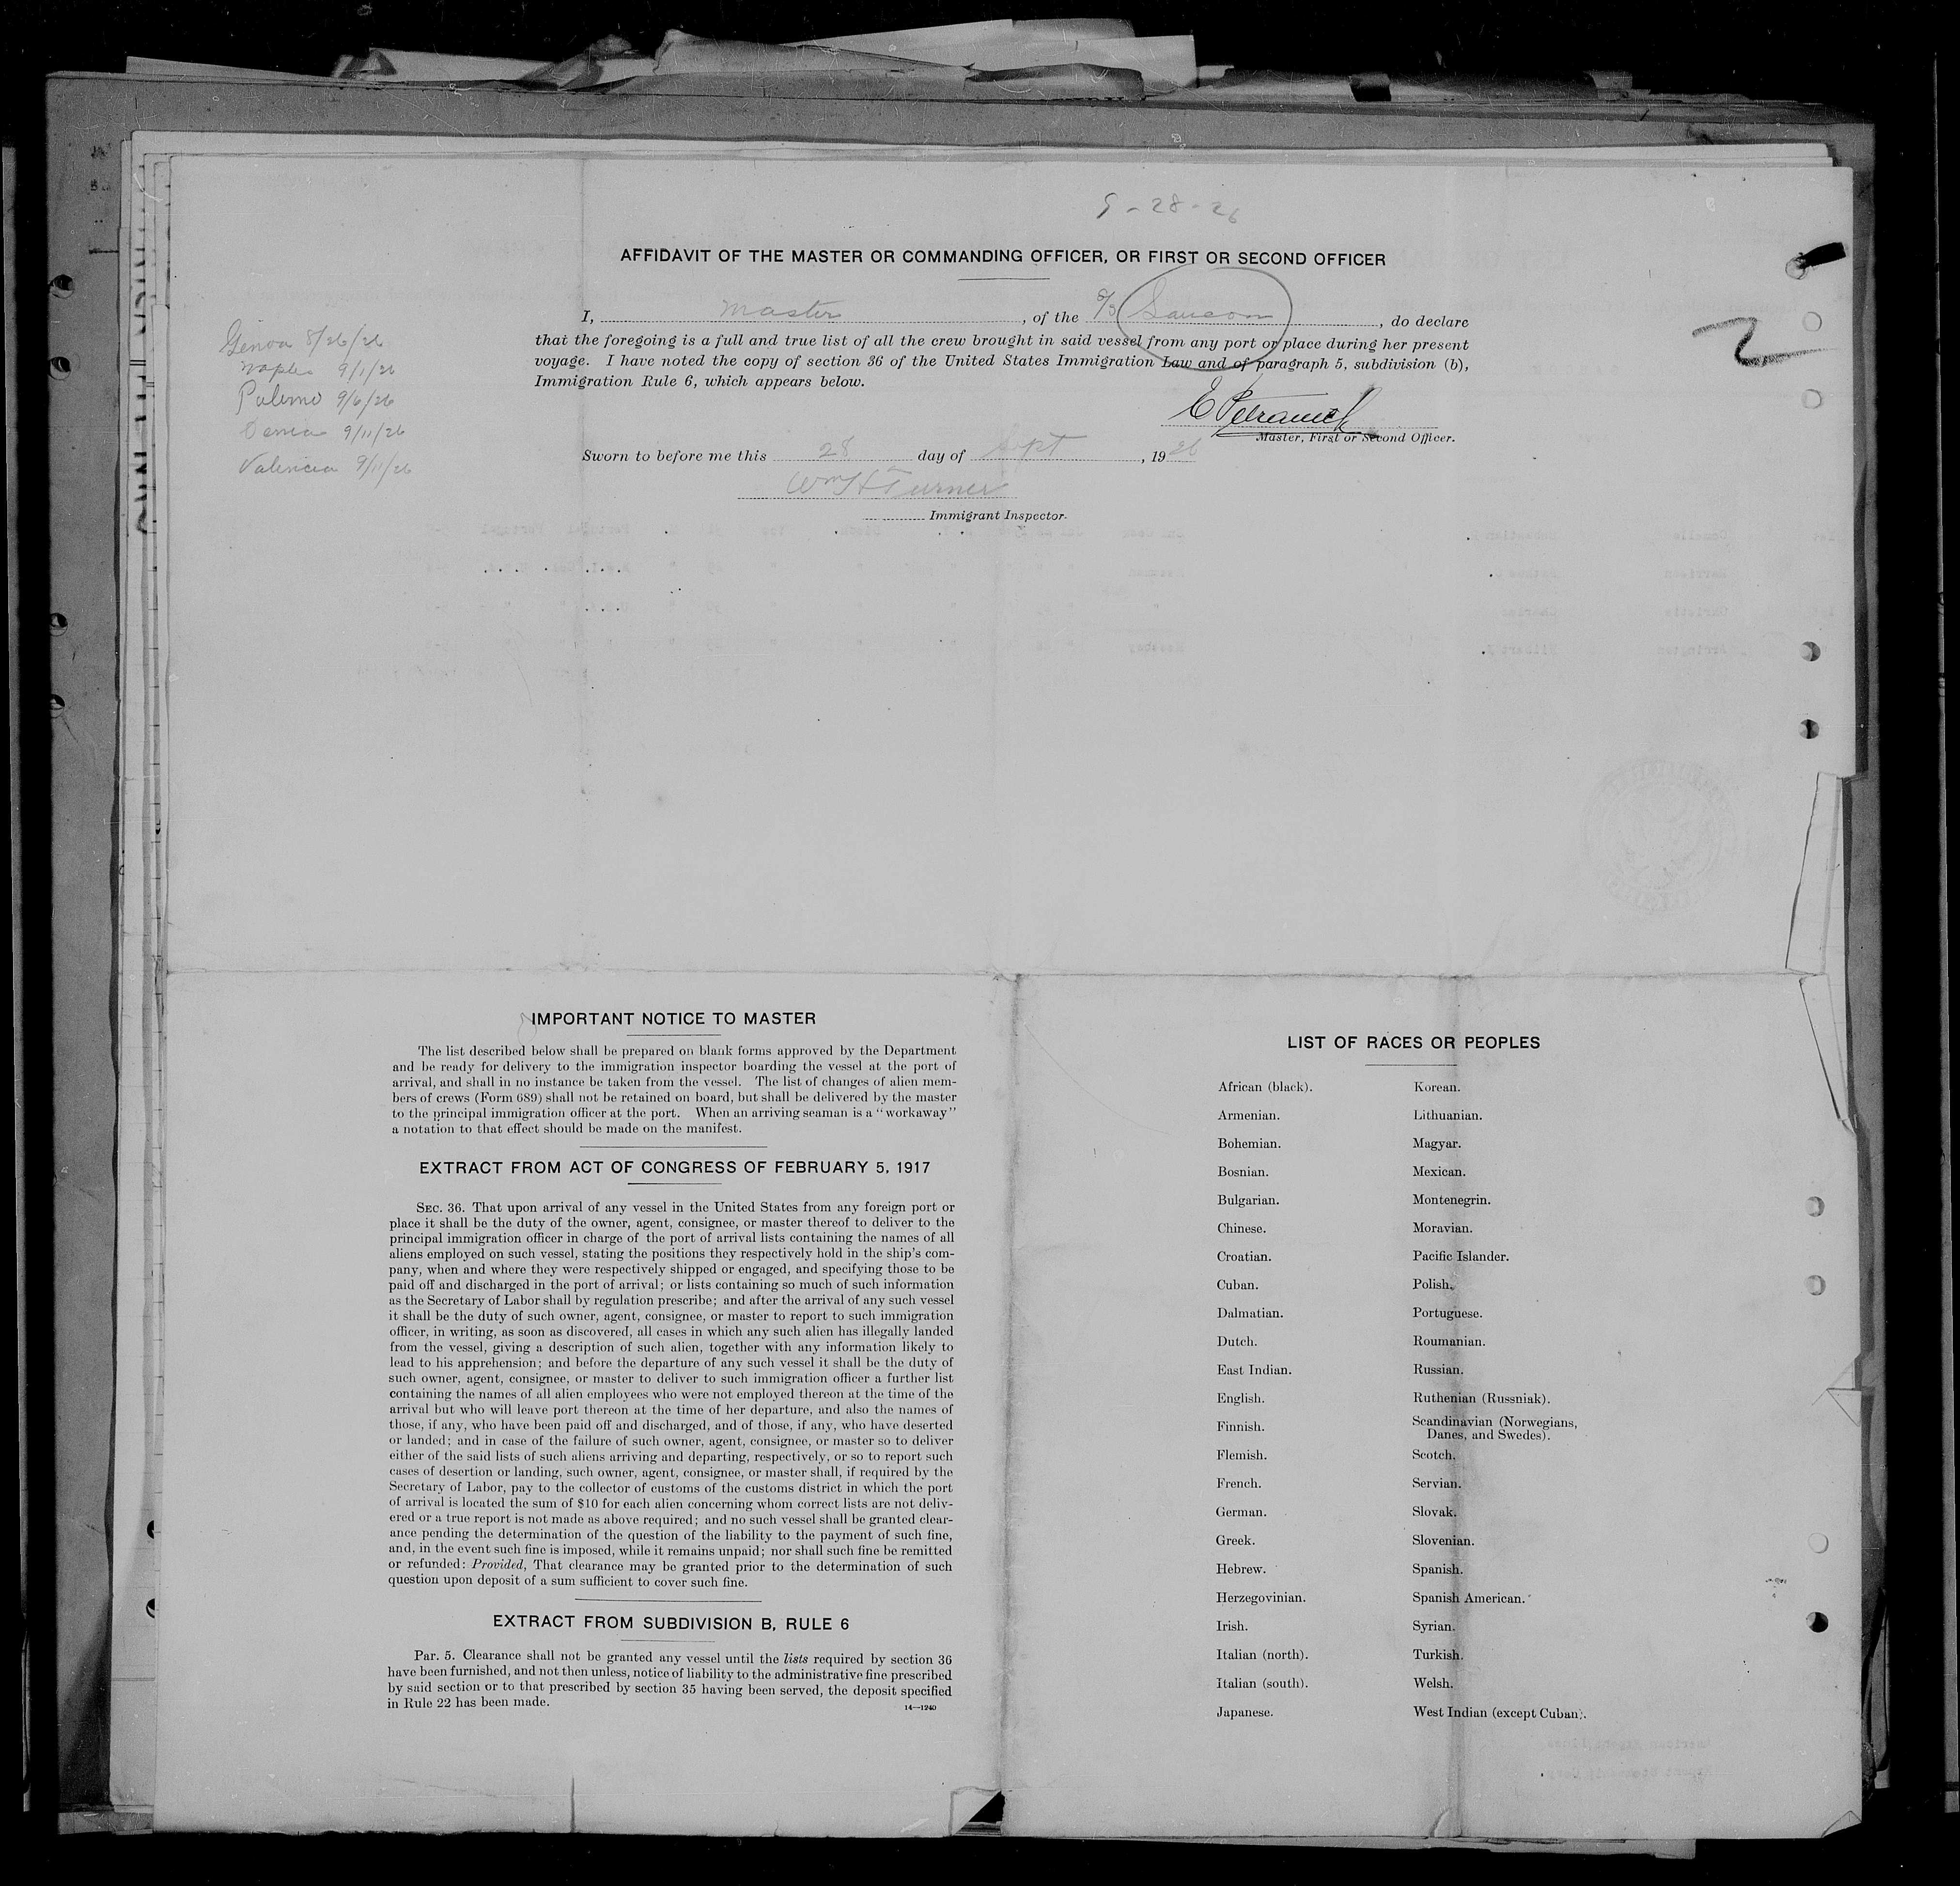 9-28-26
AFFIDAVIT OF THE MASTER OR COMMANDING OFFICER, OR FIRST OR SECOND OFFICER
I, Master, of the S/S Saucon, do declare
that the foregoing is a full and true list of all the crew brought in said vessel from any port or place during her present
voyage. I have noted the copy of section 36 of the United States Immigration Law and of paragraph 5, subdivision (b),
Immigration Rule 6, which appears below.
Master, First or Second Officer.
Sworn to before me this 28 day of Sept, 1926
Wm H Turner
Immigrant Inspector.
Genoa 8/26/26
Naples 9/1/26
Palermo 9/6/26
Denia 9/11/26
Valencia 9/11/26
2
IMPORTANT NOTICE TO MASTER
The list described below shall be prepared on blank forms approved by the Department
and be ready for delivery to the immigration inspector boarding the vessel at the port of
arrival, and shall in no instance be taken from the vessel. The list of changes of alien mem-
bers of crews (Form 689) shall not be retained on board, but shall be delivered by the master
to the principal immigration officer at the port. When an arriving seaman is a "workaway"
a notation to that effect should be made on the manifest.
EXTRACT FROM ACT OF CONGRESS OF FEBRUARY 5, 1917
SEC. 36. That upon arrival of any vessel in the United States from any foreign port or
place it shall be the duty of the owner, agent, consignee, or master thereof to deliver to the
principal immigration officer in charge of the port of arrival lists containing the names of all
aliens employed on such vessel, stating the positions they respectively hold in the ship's com-
pany, when and where they were respectively shipped or engaged, and specifying those to be
paid off and discharged in the port of arrival; or lists containing so much of such information
as the Secretary of Labor shall by regulation prescribe; and after the arrival of any such vessel
it shall be the duty of such owner, agent, consignee, or master to report to such immigration
officer, in writing, as soon as discovered, all cases in which any such alien has illegally landed
from the vessel, giving a description of such alien, together with any information likely to
lead to his apprehension; and before the departure of any such vessel it shall be the duty of
such owner, agent, consignee, or master to deliver to such immigration officer a further list
containing the names of all alien employees who were not employed thereon at the time of the
arrival but who will leave port thereon at the time of her departure, and also the names of
those, if any, who have been paid off and discharged, and of those, if any, who have deserted
or landed; and in case of the failure of such owner, agent, consignee, or master so to deliver
either of the said lists of such aliens arriving and departing, respectively, or so to report such
cases of desertion or landing, such owner, agent, consignee, or master shall, if required by the
Secretary of Labor, pay to the collector of customs of the customs district in which the port
of arrival is located the sum of $10 for each alien concerning whom correct lists are not deliv-
ered or a true report is not made as above required; and no such vessel shall be granted clear-
ance pending the determination of the question of the liability to the payment of such fine,
and, in the event such fine is imposed, while it remains unpaid; nor shall such fine be remitted
or refunded: Provided, That clearance may be granted prior to the determination of such
question upon deposit of a sum sufficient to cover such fine.
EXTRACT FROM SUBDIVISION B, RULE 6
Par. 5. Clearance shall not be granted any vessel until the lists required by section 36
have been furnished, and not then unless, notice of liability to the administrative fine prescribed
by said section or to that prescribed by section 35 having been served, the deposit specified
in Rule 22 has been made.
14—1240
LIST OF RACES OR PEOPLES
African (black).
Armenian.
Bohemian.
Bosnian.
Bulgarian.
Chinese.
Croatian.
Cuban.
Dalmatian.
Dutch.
East Indian.
English.
Finnish.
Flemish.
French.
German.
Greek.
Hebrew.
Herzegovinian.
Irish.
Italian (north).
Italian (south).
Japanese.
Korean.
Lithuanian.
Magyar.
Mexican.
Montenegrin.
Moravian.
Pacific Islander.
Polish.
Portuguese.
Roumanian.
Russian.
Ruthenian (Russniak).
Scandinavian (Norwegians,
Danes, and Swedes).
Scotch.
Servian.
Slovak.
Slovenian.
Spanish.
Spanish American.
Syrian.
Turkish.
Welsh.
West Indian (except Cuban).